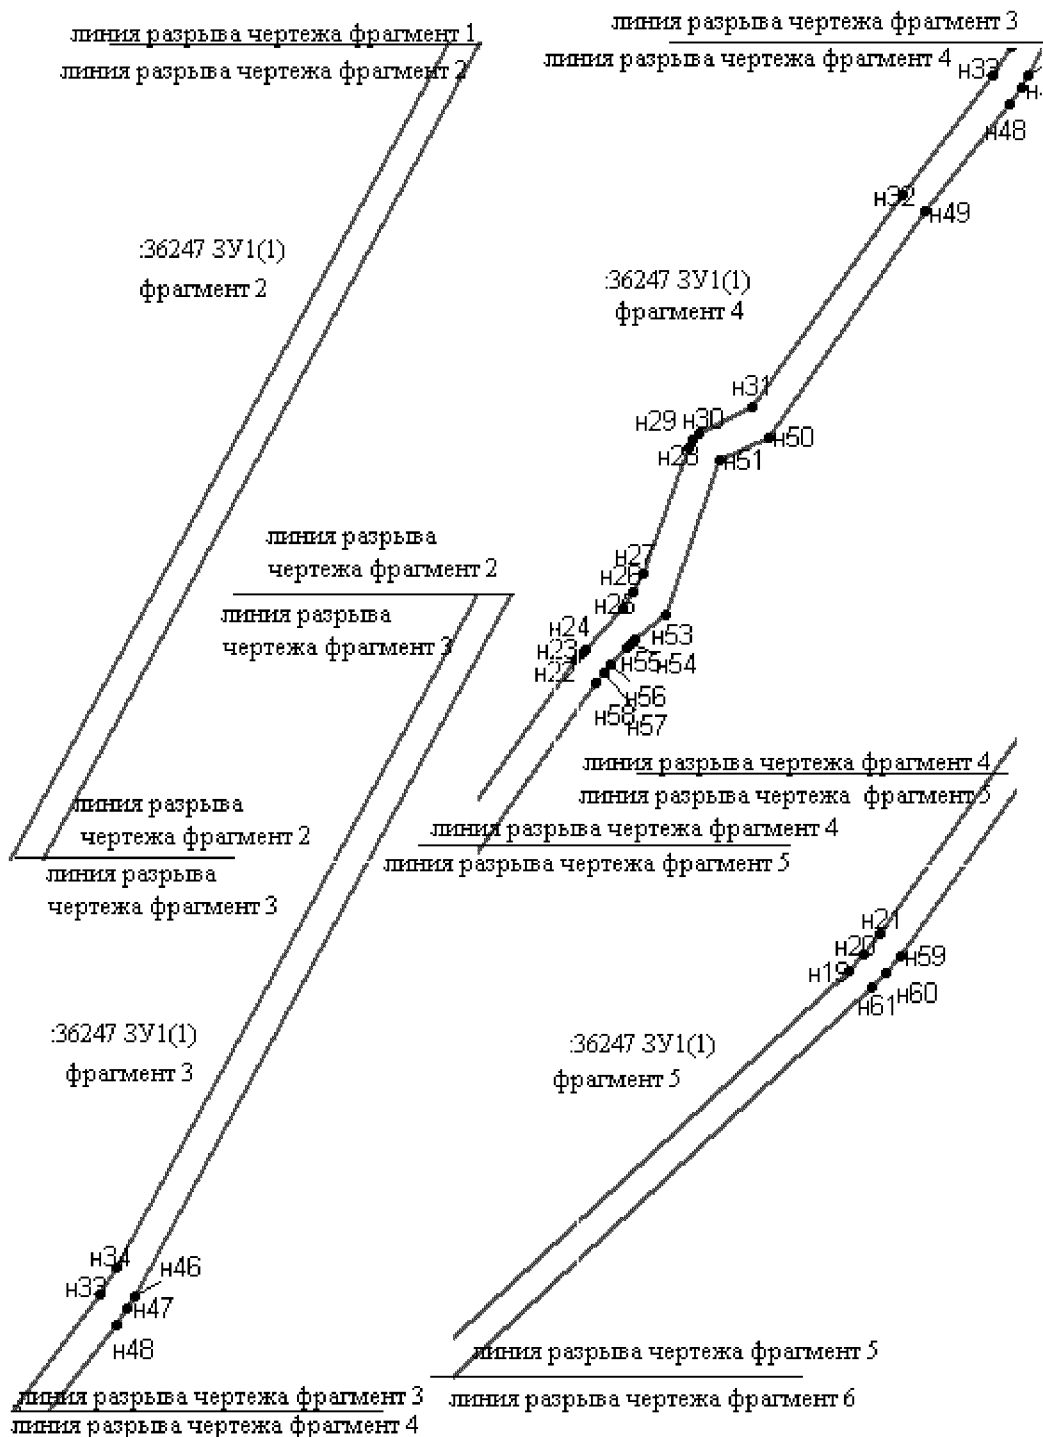 линия разрыва чертежа фрагмент 1
линия разрыва чертежа фрагмент 2
:36247 ЗУ1(1)
фрагмент 2
линия разрыва
чертежа фрагмент 2
линия разрыва
чертежа фрагмент 3
линия разрыва
чертежа фрагмент 2
линия разрыва
чертежа фрагмент 3
:36247 ЗУ1(1)
фрагмент 3
н34
н46
н33
н47
н48
линия разрыва чертежа фрагмент 3
линия разрыва чертежа фрагмент 4
линия разрыва чертежа фрагмент 3
линия разрыва чертежа фрагмент 4
н33
н48
н32
н49
:36247 ЗУ1(1)
фрагмент 4
н31
н29
н30
н28
н50
н51
н27
н26
н25
н24
н23
н22
н53
н54
н55
н56
н58
н57
линия разрыва чертежа фрагмент 4
линия разрыва чертежа фрагмент 5
линия разрыва чертежа фрагмент 4
линия разрыва чертежа фрагмент 5
н21
н20
н19
н59
н60
н61
:36247 ЗУ1(1)
фрагмент 5
линия разрыва чертежа фрагмент 5
линия разрыва чертежа фрагмент 6